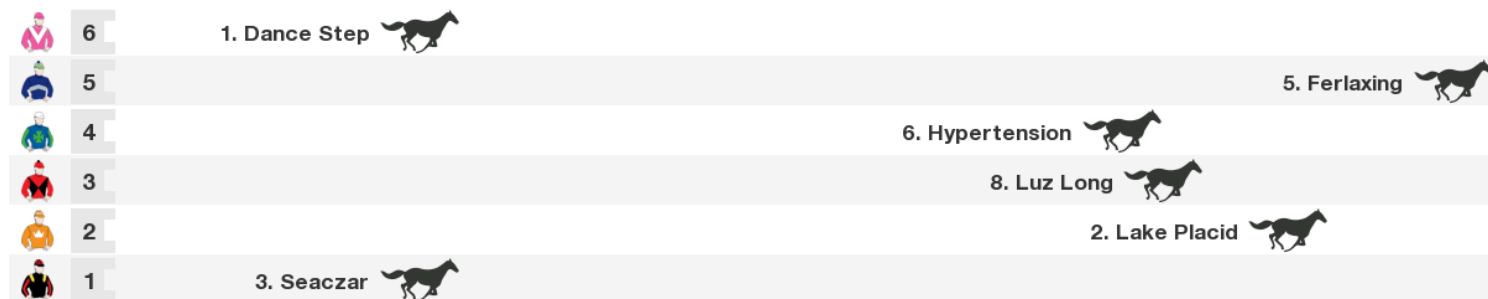 6 1. Dance Step
5 5. Ferlaxing
4 6. Hypertension
3 8. Luz Long
2 2. Lake Placid
1 3. Seaczar